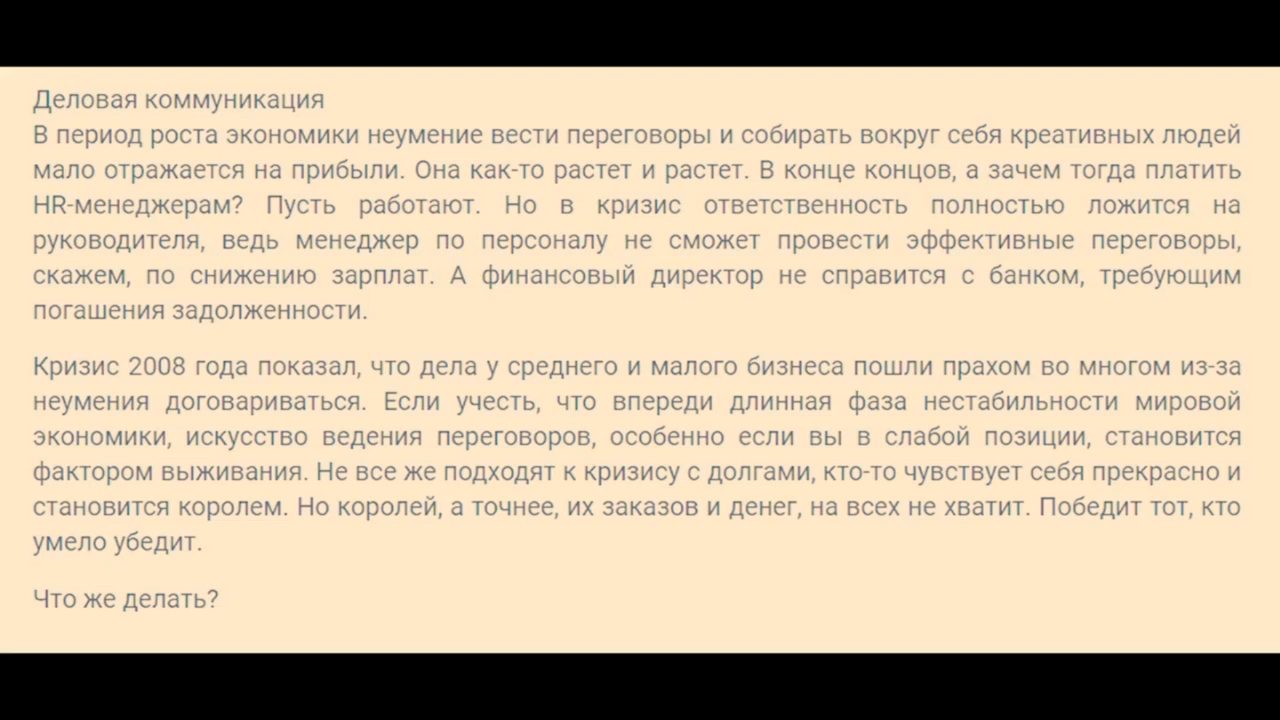 Деловая коммуникация
В период роста экономики неумение вести переговоры и собирать вокруг себя креативных людей
мало отражается на прибыли. Она как-то растет и растет. В конце концов, а зачем тогда платить
HR-менеджерам? Пусть работают. Но в кризис ответственность полностью ложится на
руководителя, ведь менеджер по персоналу не сможет провести эффективные переговоры,
скажем, по снижению зарплат. А финансовый директор не справится с банком, требующим
погашения задолженности.
Кризис 2008 года показал, что дела у среднего и малого бизнеса пошли прахом во многом из-за
неумения договариваться. Если учесть, что впереди длинная фаза нестабильности мировой
экономики, искусство ведения переговоров, особенно если вы в слабой позиции, становится
фактором выживания. Не все же подходят к кризису с долгами, кто-то чувствует себя прекрасно и
становится королем. Но королей, а точнее, их заказов и денег, на всех не хватит. Победит тот, кто
умело убедит.
Что же делать?